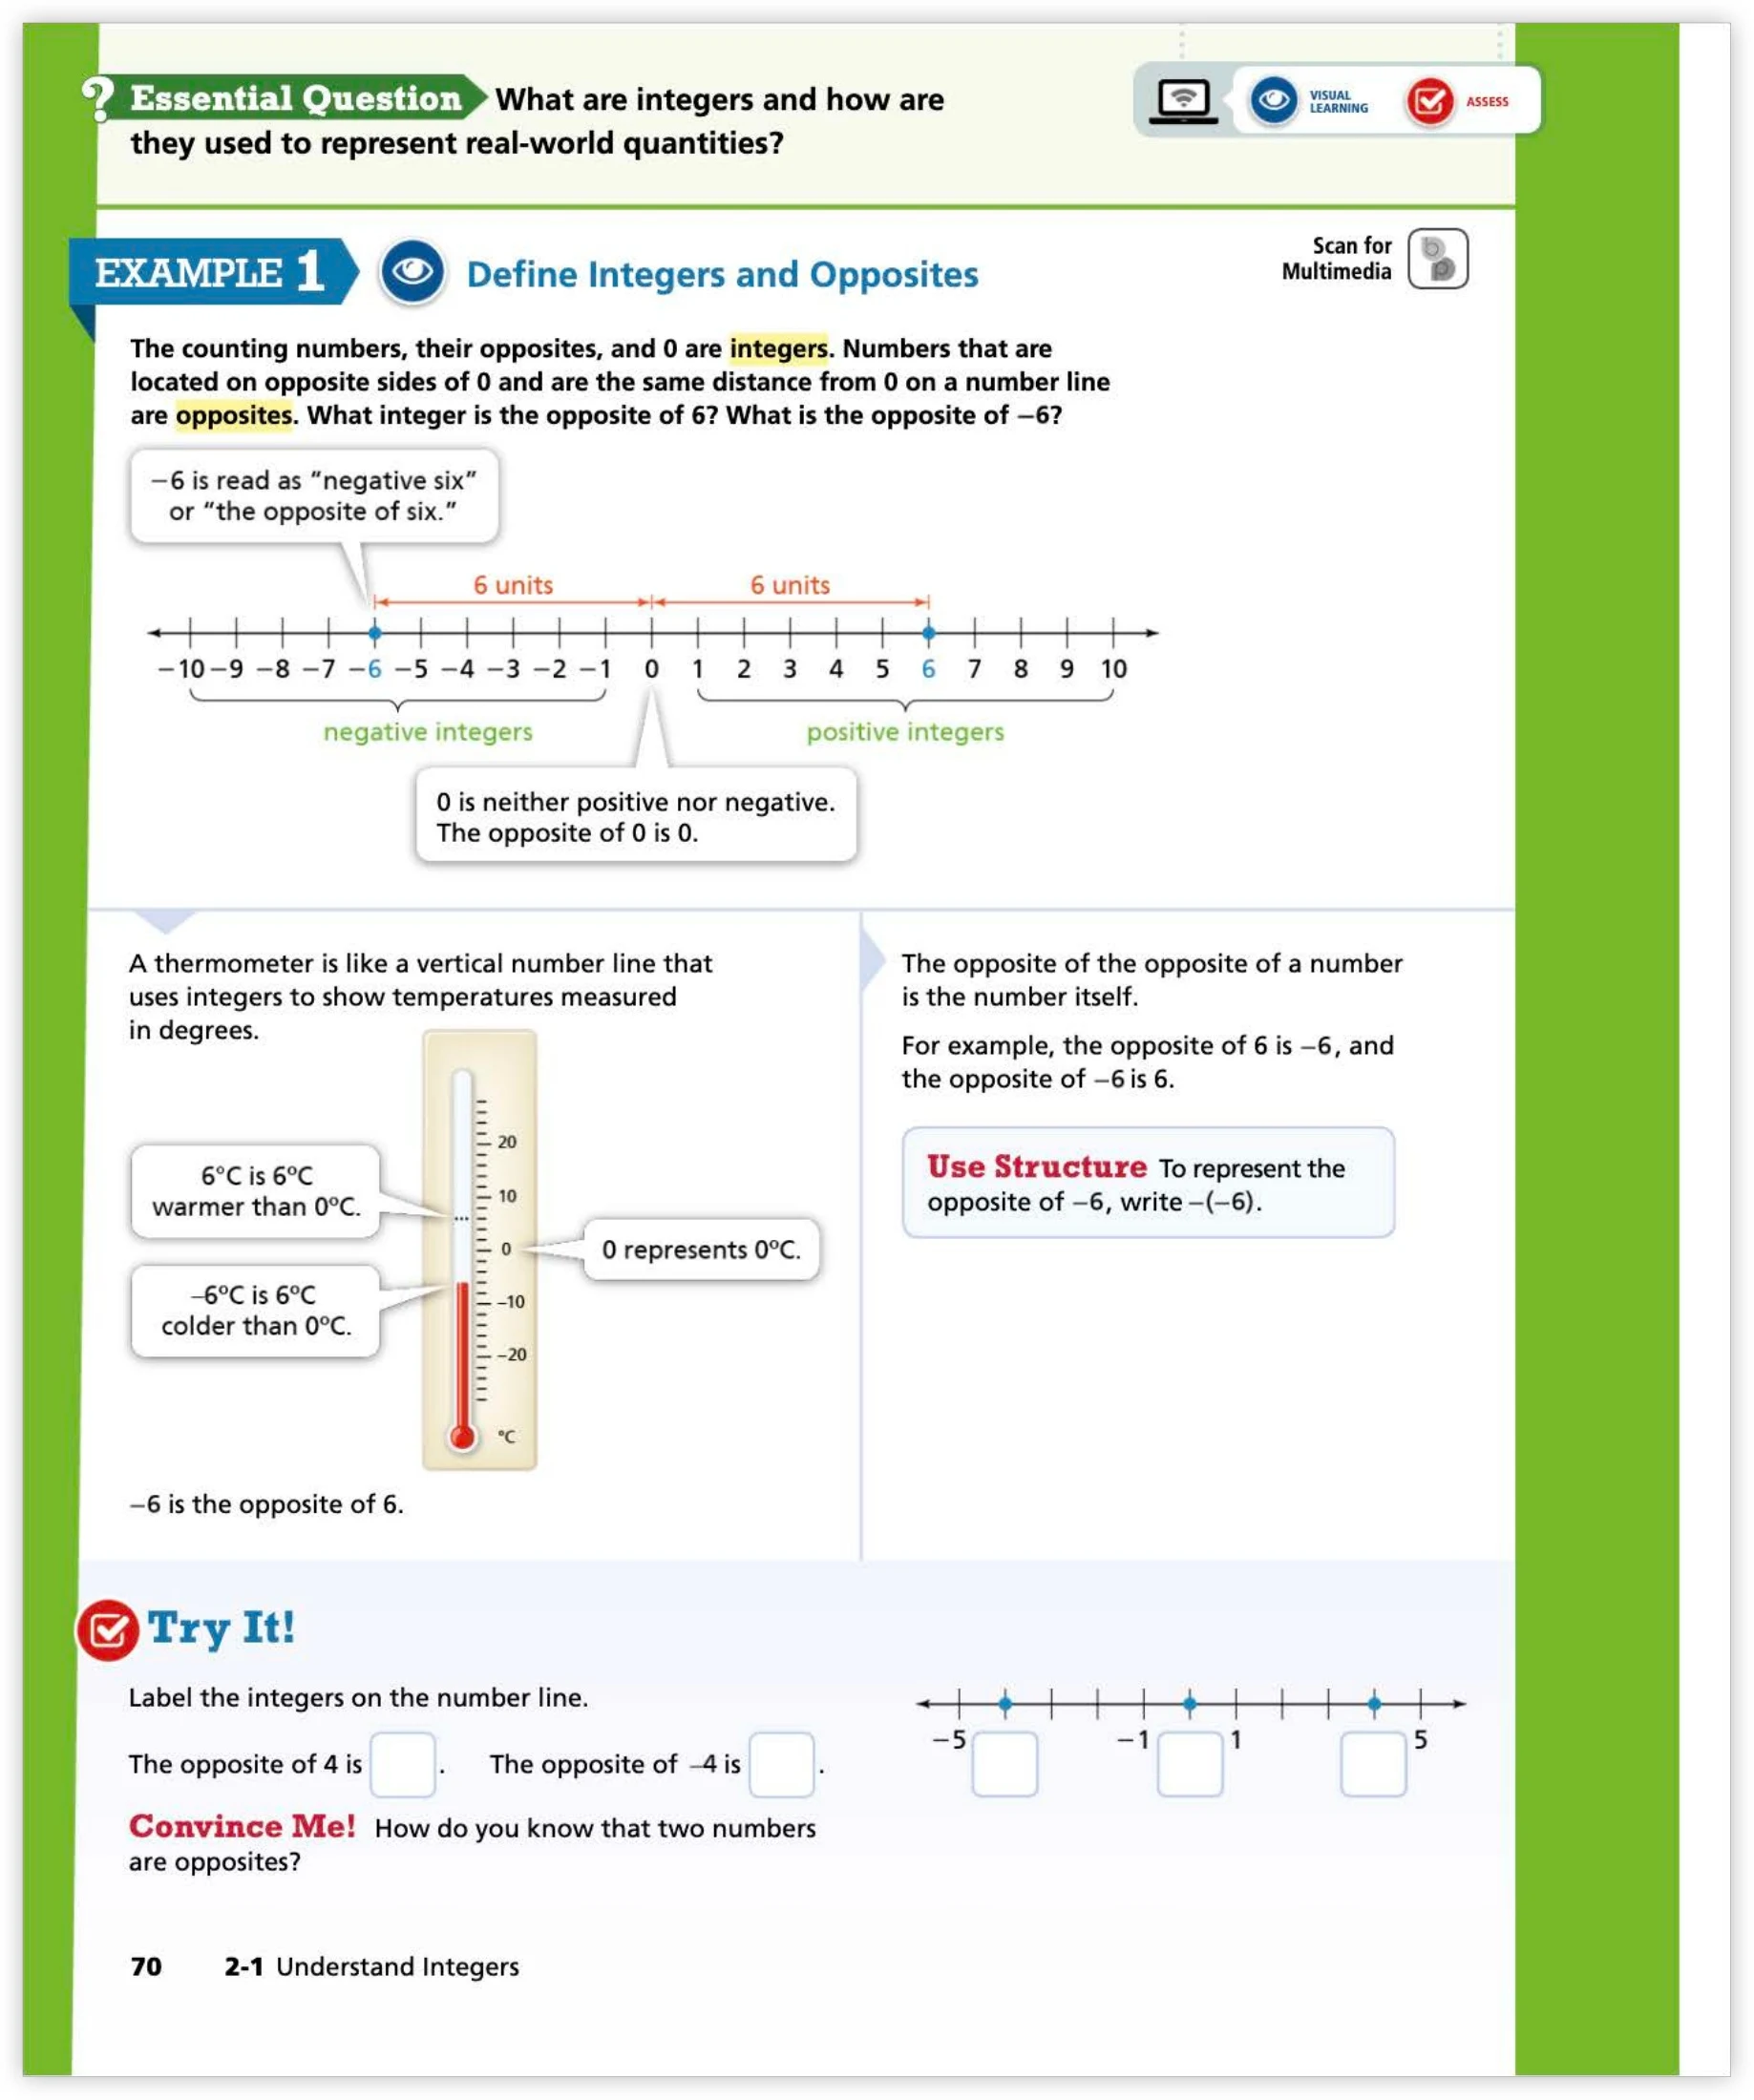 ? Essential Question What are integers and how are
they used to represent real-world quantities?
VISUAL
LEARNING
ASSESS
EXAMPLE 1 Define Integers and Opposites
Scan for
Multimedia
The counting numbers, their opposites, and 0 are integers. Numbers that are
located on opposite sides of 0 and are the same distance from 0 on a number line
are opposites. What integer is the opposite of 6? What is the opposite of −6?
−6 is read as “negative six”
or “the opposite of six.”
6 units 6 units
−10 −9 −8 −7 −6 −5 −4 −3 −2 −1 0 1 2 3 4 5 6 7 8 9 10
negative integers positive integers
0 is neither positive nor negative.
The opposite of 0 is 0.
A thermometer is like a vertical number line that
uses integers to show temperatures measured
in degrees.
6°C is 6°C
warmer than 0°C.
−6°C is 6°C
colder than 0°C.
20
10
0
−10
−20
°C
0 represents 0°C.
−6 is the opposite of 6.
The opposite of the opposite of a number
is the number itself.
For example, the opposite of 6 is −6, and
the opposite of −6 is 6.
Use Structure To represent the
opposite of −6, write −(−6).
Try It!
Label the integers on the number line.
The opposite of 4 is . The opposite of −4 is .
−5 −1 1 5
Convince Me! How do you know that two numbers
are opposites?
70 2-1 Understand Integers